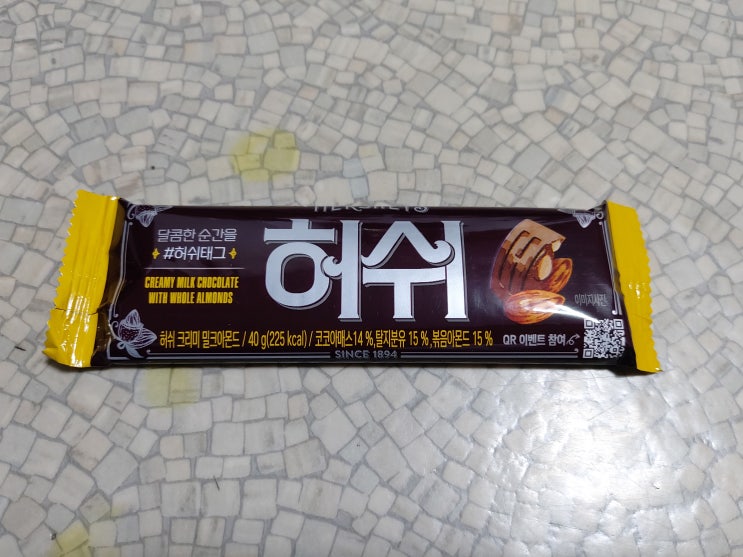 HERSHEY'S
달콤한 순간을
#허쉬태그
허쉬
CREAMY MILK CHOCOLATE
WITH WHOLE ALMONDS
이미지사진
허쉬 크리미 밀크아몬드 / 40 g(225 kcal) / 코코아매스14 %,탈지분유 15 %,볶음아몬드 15 %
QR 이벤트 참여
SINCE 1894